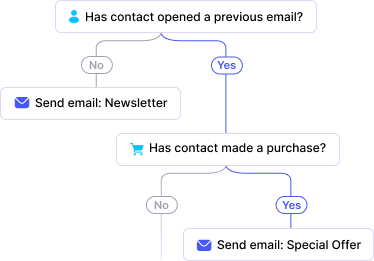 Has contact opened a previous email?
No
Yes
Send email: Newsletter
Has contact made a purchase?
No
Yes
Send email: Special Offer